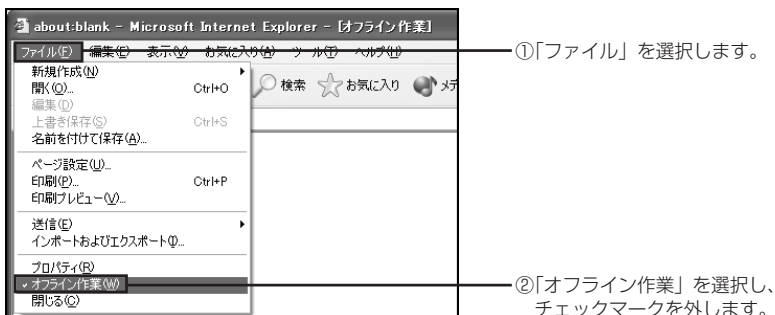 about:blank - Microsoft Internet Explorer - [オフライン作業]
ファイル(F) 編集(E) 表示(V) お気に入り(A) ツール(T) ヘルプ(H)
①「ファイル」を選択します。
新規作成(N)
開く(O)... Ctrl+O
検索 お気に入り メデ
編集(D)
上書き保存(S) Ctrl+S
名前を付けて保存(A)...
ページ設定(U)...
印刷(P)... Ctrl+P
印刷プレビュー(V)...
送信(E)
インポートおよびエクスポート(I)...
プロパティ(R)
オフライン作業(W)
②「オフライン作業」を選択し、
閉じる(C)
チェックマークを外します。